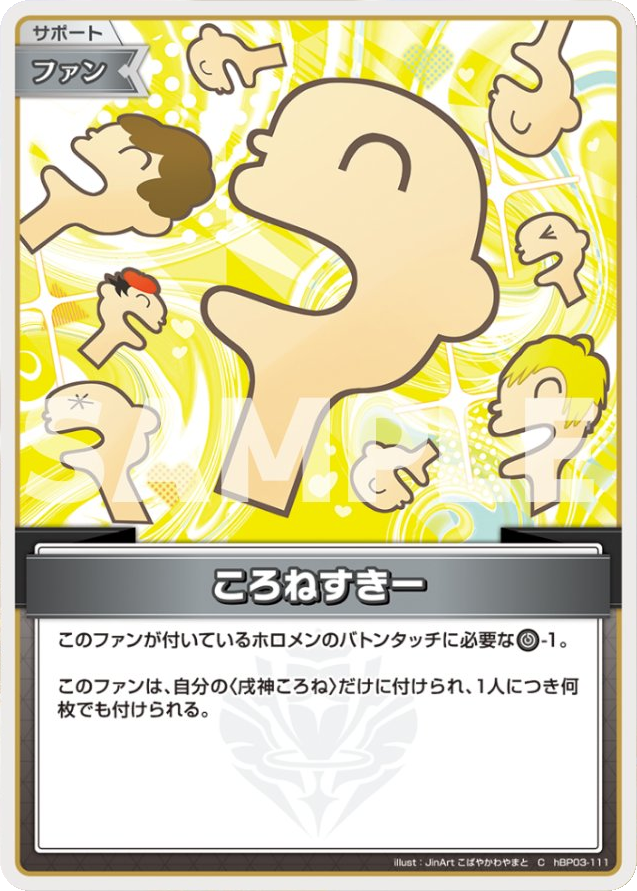 サポート
ファン
SAMPLE
ころねすきー
このファンが付いているホロメンのバトンタッチに必要な-1。
このファンは、自分の〈戌神ころね〉だけに付けられ、1人につき何
枚でも付けられる。
illust：JinArt こばやかわやまと C hBP03-111